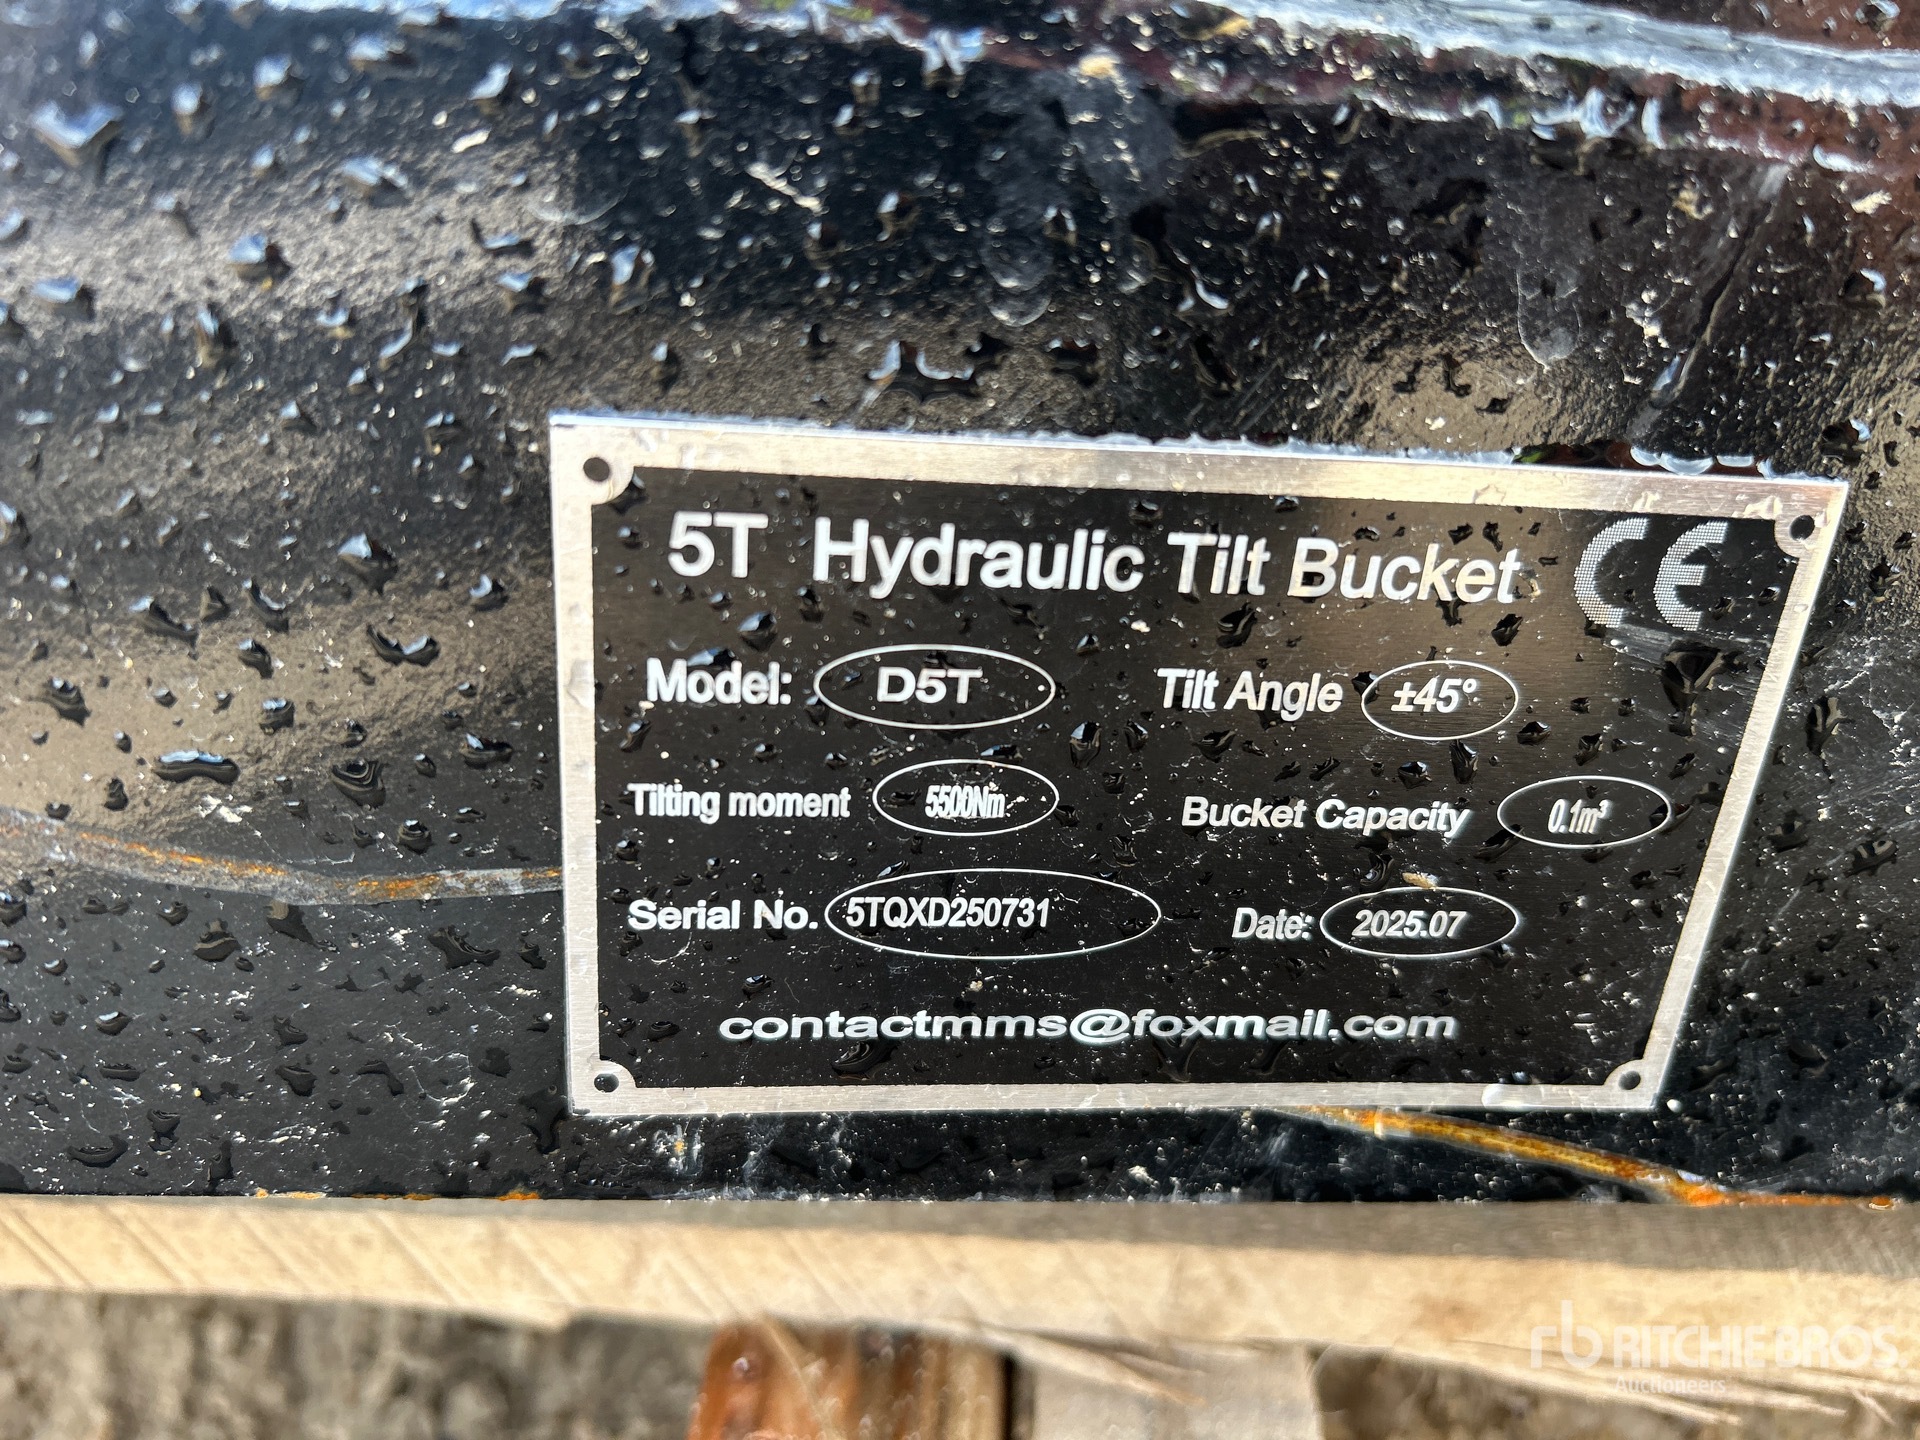 5T Hydraulic Tilt Bucket CE
Model: D5T Tilt Angle ±45°
Tilting moment 5500Nm Bucket Capacity 0.1m³
Serial No. 5TQXD250731 Date: 2025.07
contactmms@foxmail.com
rb RITCHIE BROS.
Auctioneers